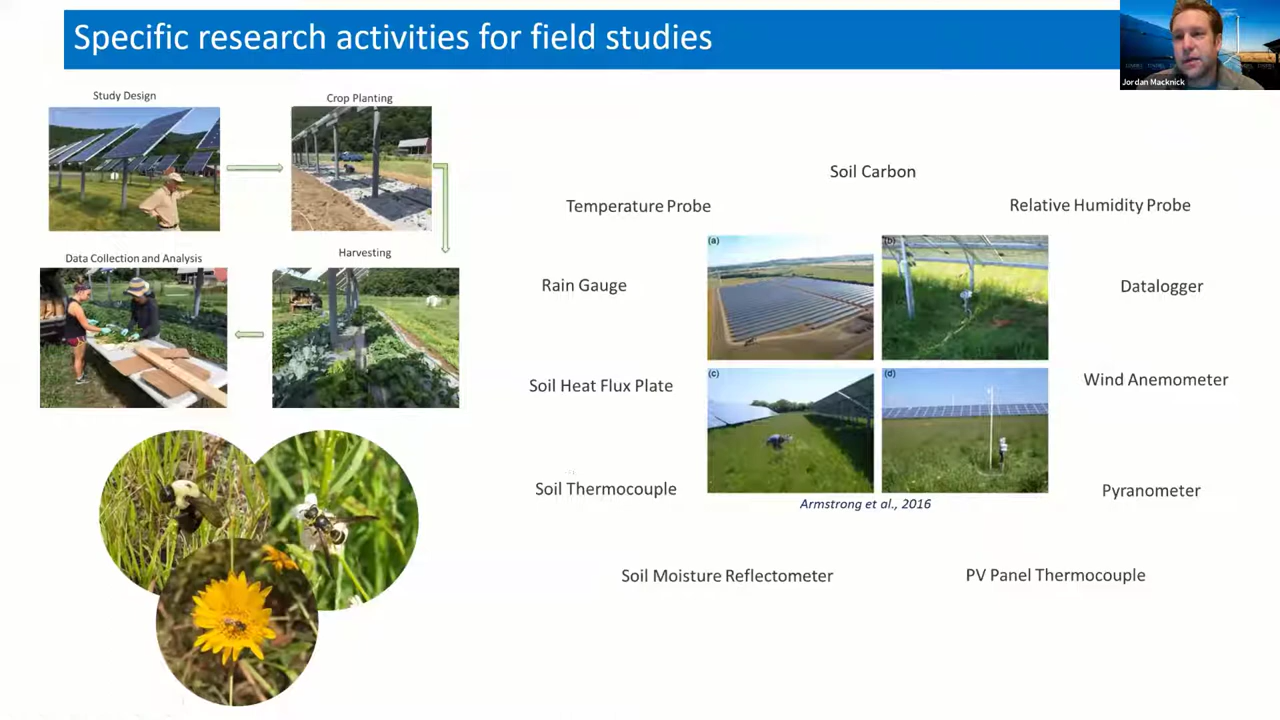 Specific research activities for field studies
Jordan Macknick
Study Design
Crop Planting
Data Collection and Analysis
Harvesting
Soil Carbon
Temperature Probe
Relative Humidity Probe
Rain Gauge
Datalogger
Soil Heat Flux Plate
Wind Anemometer
Soil Thermocouple
Pyranometer
Soil Moisture Reflectometer
PV Panel Thermocouple
(a)
(b)
(c)
(d)
Armstrong et al., 2016